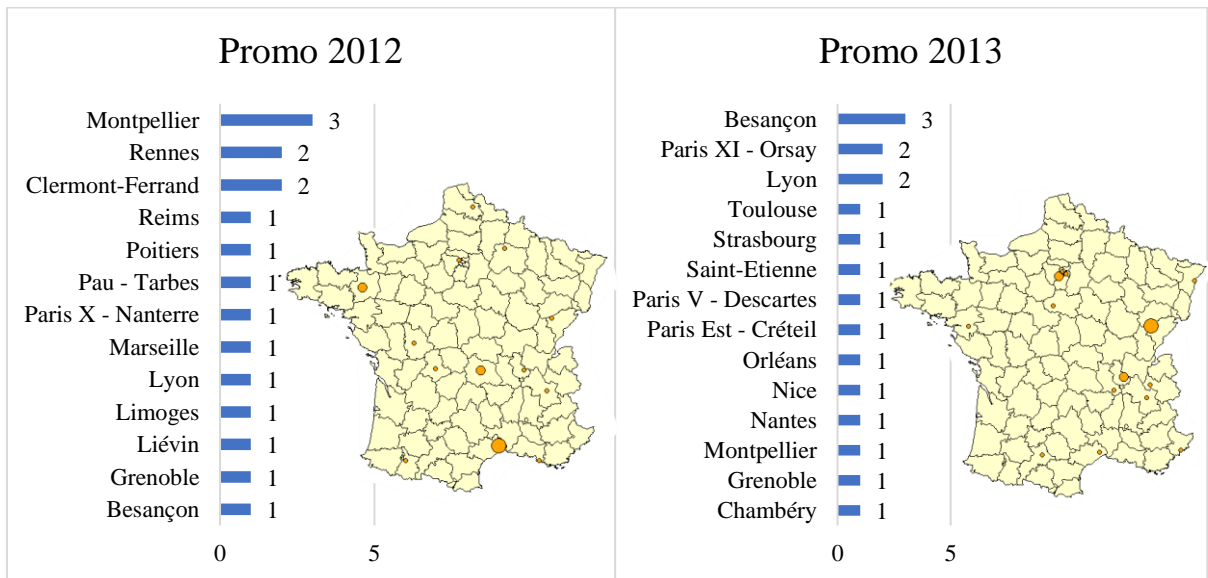 Promo 2012
Montpellier 3
Rennes 2
Clermont-Ferrand 2
Reims 1
Poitiers 1
Pau - Tarbes 1
Paris X - Nanterre 1
Marseille 1
Lyon 1
Limoges 1
Liévin 1
Grenoble 1
Besançon 1
0 5
Promo 2013
Besançon 3
Paris XI - Orsay 2
Lyon 2
Toulouse 1
Strasbourg 1
Saint-Etienne 1
Paris V - Descartes 1
Paris Est - Créteil 1
Orléans 1
Nice 1
Nantes 1
Montpellier 1
Grenoble 1
Chambéry 1
0 5